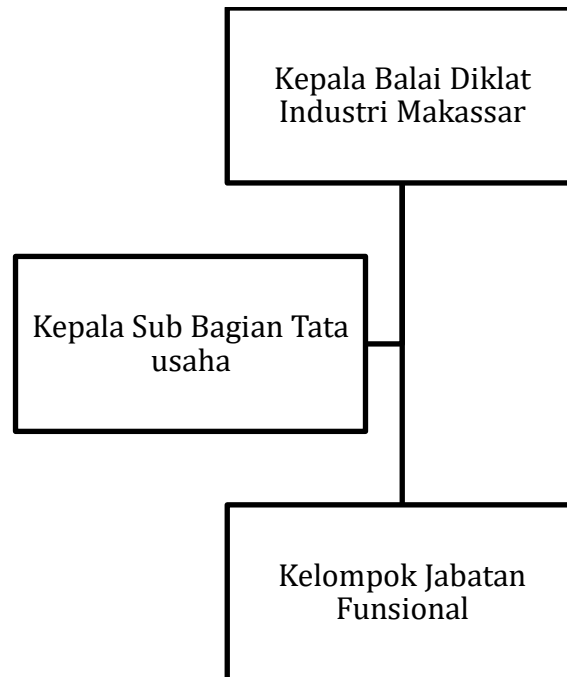 Kepala Balai Diklat
Industri Makassar
Kepala Sub Bagian Tata
usaha
Kelompok Jabatan
Funsional